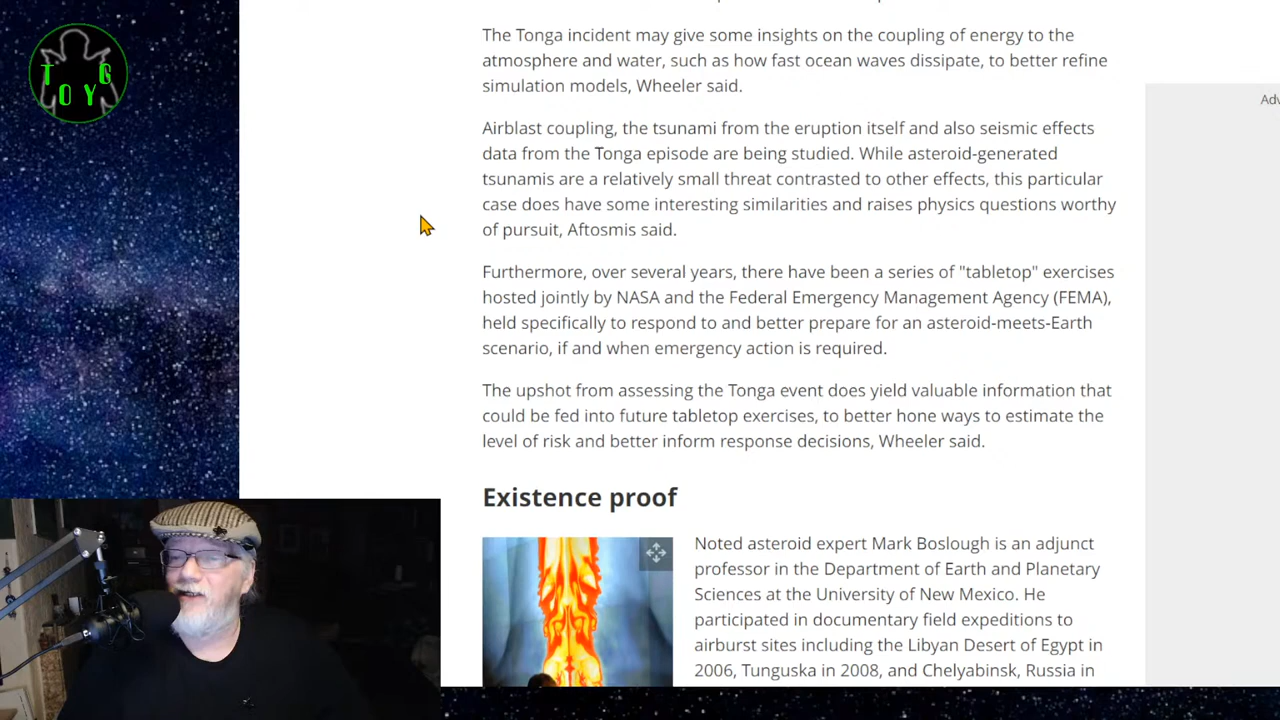 T G
O Y
The Tonga incident may give some insights on the coupling of energy to the
atmosphere and water, such as how fast ocean waves dissipate, to better refine
simulation models, Wheeler said.
Airblast coupling, the tsunami from the eruption itself and also seismic effects
data from the Tonga episode are being studied. While asteroid-generated
tsunamis are a relatively small threat contrasted to other effects, this particular
case does have some interesting similarities and raises physics questions worthy
of pursuit, Aftosmis said.
Furthermore, over several years, there have been a series of "tabletop" exercises
hosted jointly by NASA and the Federal Emergency Management Agency (FEMA),
held specifically to respond to and better prepare for an asteroid-meets-Earth
scenario, if and when emergency action is required.
The upshot from assessing the Tonga event does yield valuable information that
could be fed into future tabletop exercises, to better hone ways to estimate the
level of risk and better inform response decisions, Wheeler said.
Existence proof
Noted asteroid expert Mark Boslough is an adjunct
professor in the Department of Earth and Planetary
Sciences at the University of New Mexico. He
participated in documentary field expeditions to
airburst sites including the Libyan Desert of Egypt in
2006, Tunguska in 2008, and Chelyabinsk, Russia in
Adv